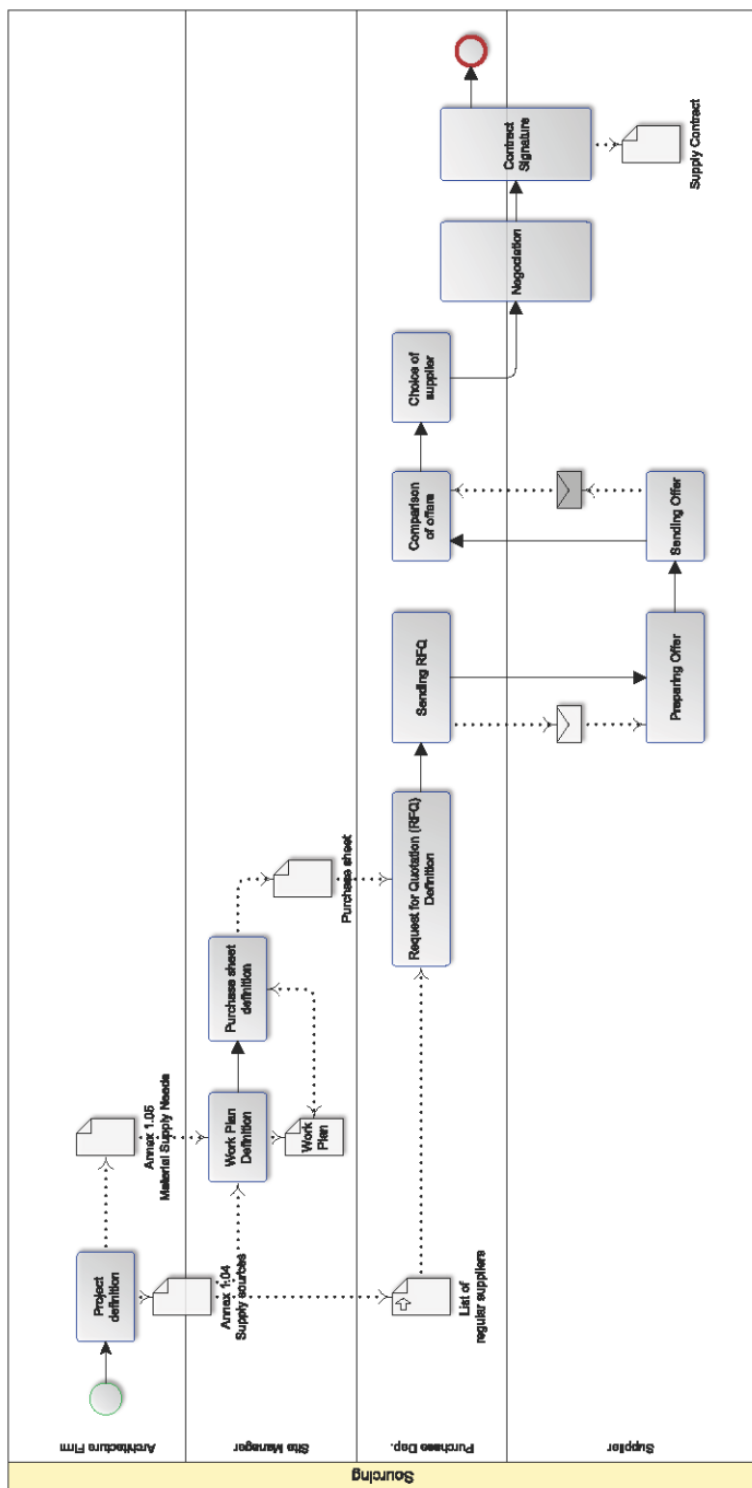 Sourcing
Architecture Firm
Site Manager
Purchase Dep.
Supplier
Project
definition
Annex 1.05
Material Supply Needs
Annex 1.04
Supply sources
Work Plan
Definition
Work
Plan
Purchase sheet
definition
Purchase sheet
List of
regular suppliers
Request for Quotation (RFQ)
Definition
Sending RFQ
Preparing Offer
Sending Offer
Comparison
of offers
Choice of
supplier
Negociation
Contract
Signature
Supply Contract